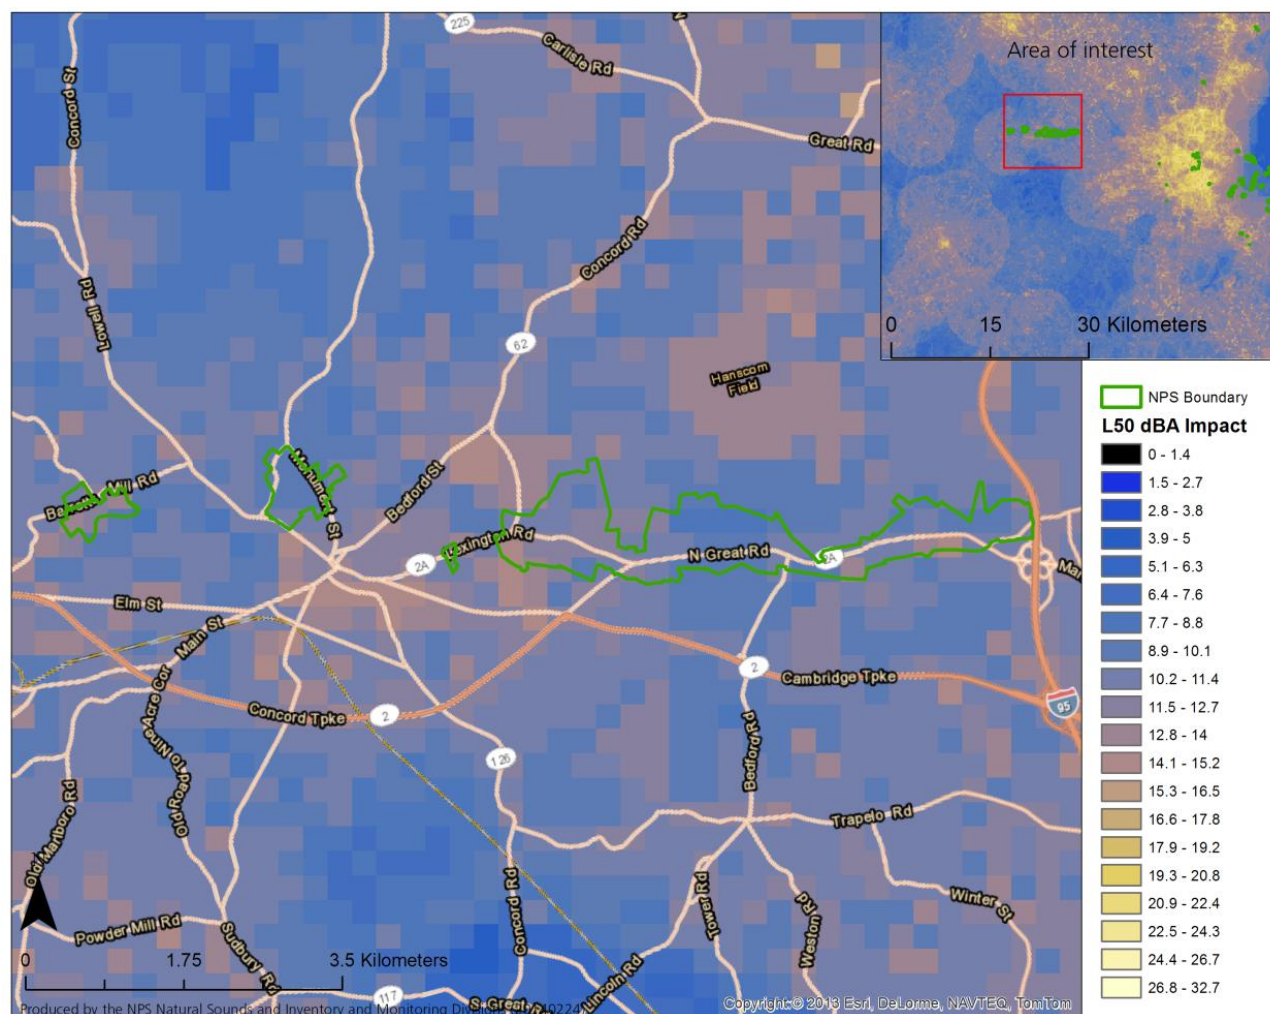 225
Carlisle Rd
Concord St
Great Rd
Area of interest
0 15 30 Kilometers
Concord Rd
Lowell Rd
62
Hanscom
Field
NPS Boundary
L50 dBA Impact
0 - 1.4
1.5 - 2.7
2.8 - 3.8
3.9 - 5
5.1 - 6.3
6.4 - 7.6
7.7 - 8.8
8.9 - 10.1
10.2 - 11.4
11.5 - 12.7
12.8 - 14
14.1 - 15.2
15.3 - 16.5
16.6 - 17.8
17.9 - 19.2
19.3 - 20.8
20.9 - 22.4
22.5 - 24.3
24.4 - 26.7
26.8 - 32.7
Mill Rd
Monument St
Bedford St
Lexington Rd
2A
N Great Rd
2A
Elm St
Main St
2
Cambridge Tpke
95
Concord Tpke
2
Old Road To Nine Acre Cor
126
Bedford Rd
Old Marlboro Rd
Trapelo Rd
Winter St
Concord Rd
Tower Rd
Weston Rd
Powder Mill Rd
Sudbury Rd
Lincoln Rd
0 1.75 3.5 Kilometers
117
S Great Rd
Produced by the NPS Natural Sounds and Inventory and Monitoring Division
Copyright:© 2013 Esri, DeLorme, NAVTEQ, TomTom